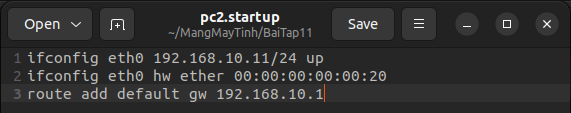 Open
pc2.startup
~/MangMayTinh/BaiTap11
Save
1 ifconfig eth0 192.168.10.11/24 up
2 ifconfig eth0 hw ether 00:00:00:00:00:20
3 route add default gw 192.168.10.1